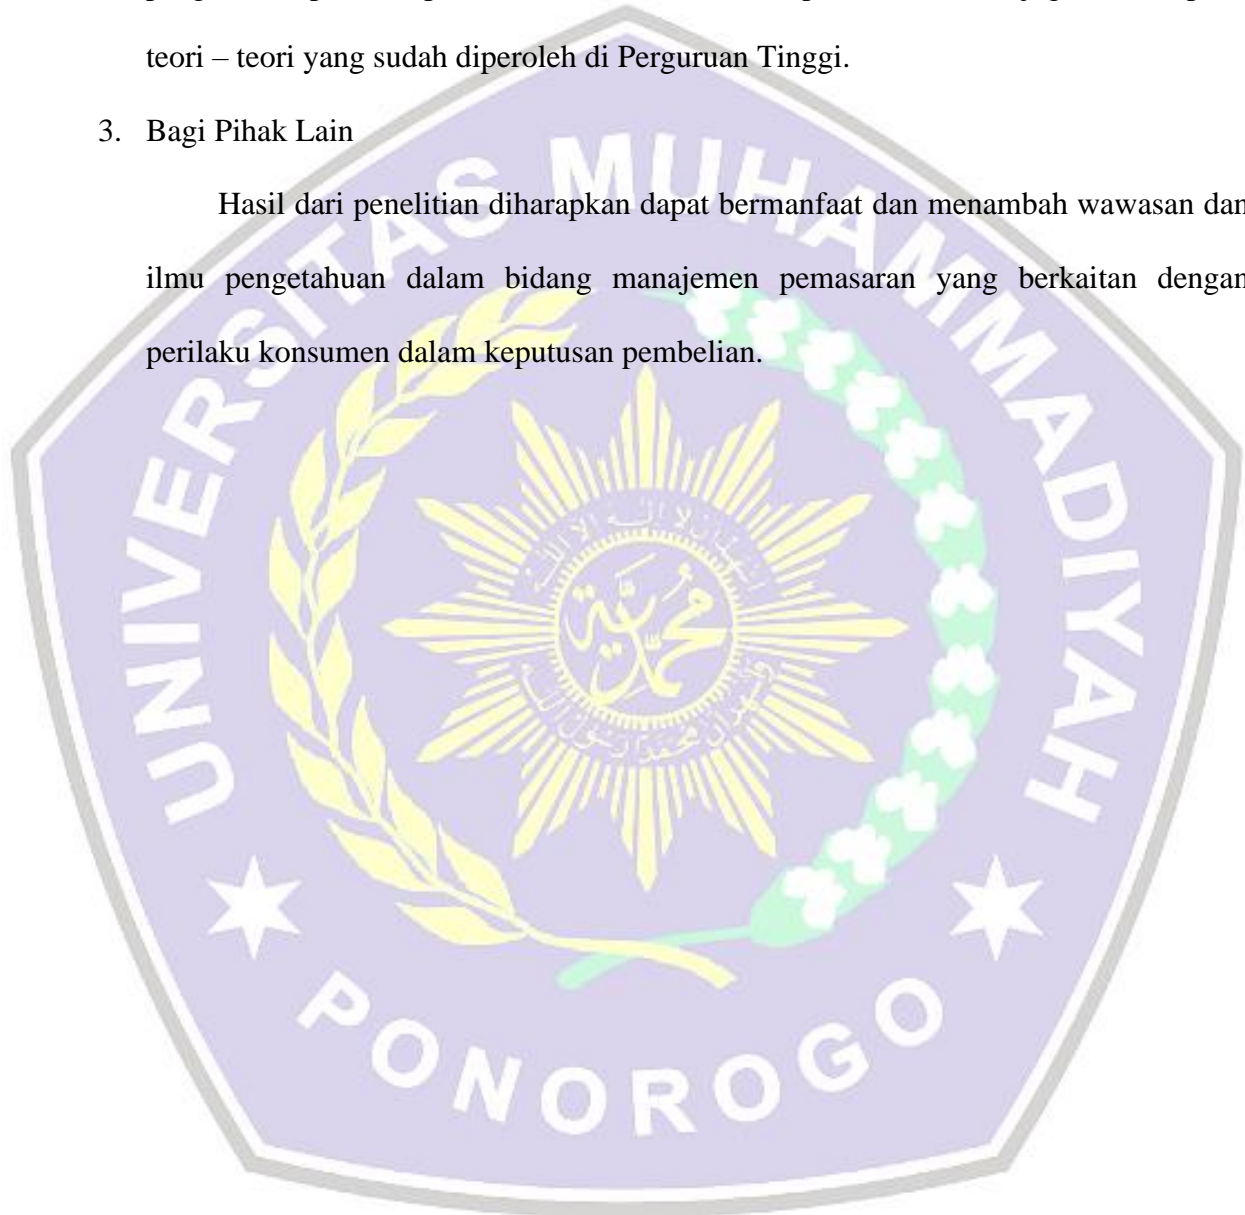 teori – teori yang sudah diperoleh di Perguruan Tinggi.
3. Bagi Pihak Lain
Hasil dari penelitian diharapkan dapat bermanfaat dan menambah wawasan dan
ilmu pengetahuan dalam bidang manajemen pemasaran yang berkaitan dengan
perilaku konsumen dalam keputusan pembelian.
UNIVERSITAS MUHAMMADIYAH
محمدية
PONOROGO